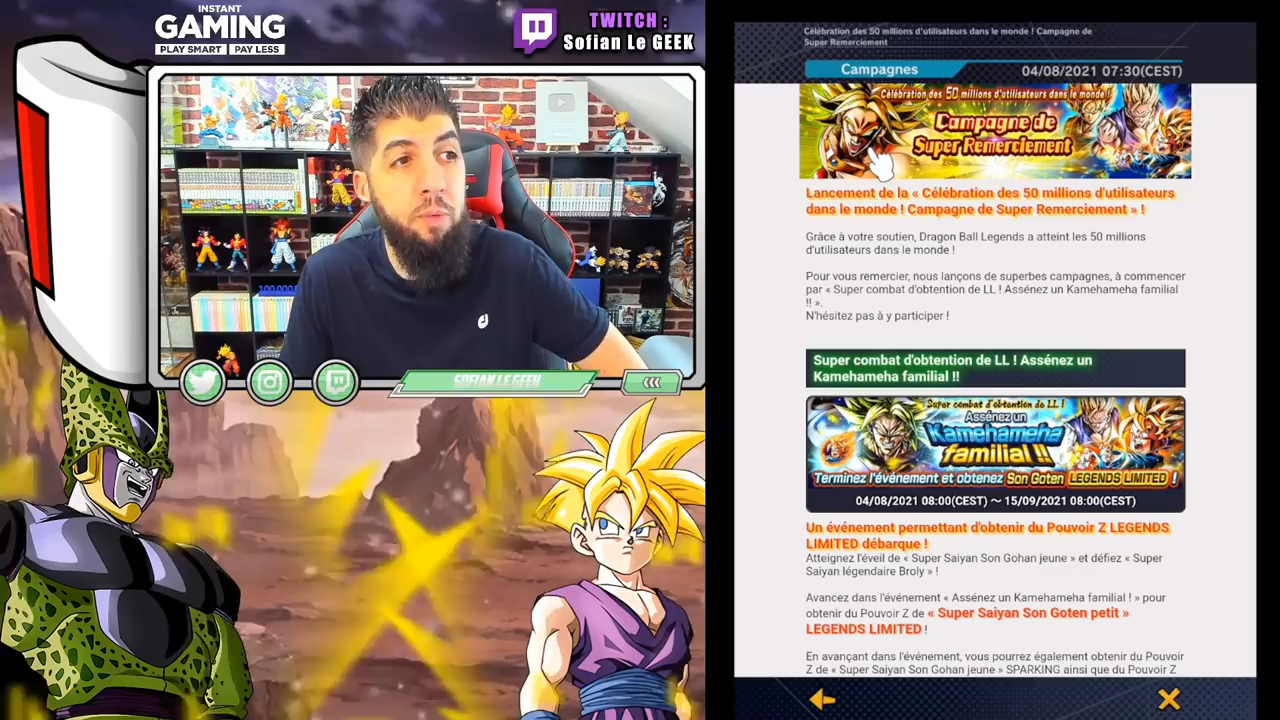 INSTANT
GAMING
PLAY SMART | PAY LESS
TWITCH :
Sofian Le GEEK
100.000
SOFIAN LE GEEK
Célébration des 50 millions d'utilisateurs dans le monde ! Campagne de
Super Remerciement
Campagnes
04/08/2021 07:30(CEST)
Célébration des 50 millions d'utilisateurs dans le monde !
Campagne de
Super Remerciement
Lancement de la « Célébration des 50 millions d'utilisateurs
dans le monde ! Campagne de Super Remerciement » !
Grâce à votre soutien, Dragon Ball Legends a atteint les 50 millions
d'utilisateurs dans le monde !
Pour vous remercier, nous lançons de superbes campagnes, à commencer
par « Super combat d'obtention de LL ! Assénez un Kamehameha familial
!! ».
N'hésitez pas à y participer !
Super combat d'obtention de LL ! Assénez un
Kamehameha familial !!
Super combat d'obtention de LL !
Assénez un
Kamehameha
familial !!
Terminez l'événement et obtenez Son Goten LEGENDS LIMITED !
04/08/2021 08:00(CEST) ～ 15/09/2021 08:00(CEST)
Un événement permettant d'obtenir du Pouvoir Z LEGENDS
LIMITED débarque !
Atteignez l'éveil de « Super Saiyan Son Gohan jeune » et défiez « Super
Saiyan légendaire Broly » !
Avancez dans l'événement « Assénez un Kamehameha familial ! » pour
obtenir du Pouvoir Z de « Super Saiyan Son Goten petit »
LEGENDS LIMITED !
En avançant dans l'événement, vous pourrez également obtenir du Pouvoir
Z de « Super Saiyan Son Gohan jeune » SPARKING ainsi que du Pouvoir Z